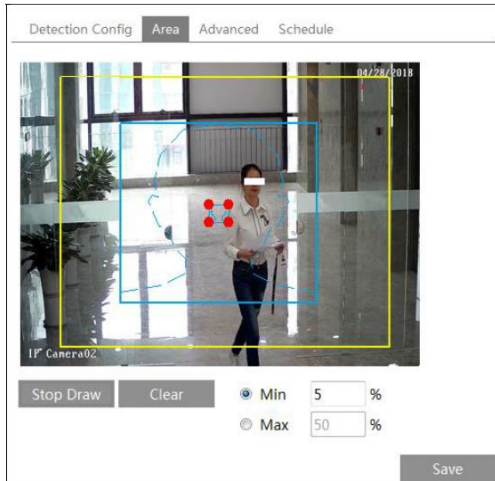 Detection Config Area Advanced Schedule
04/28/2018
IP Camera02
Stop Draw Clear Min 5 %
Max 50 %
Save